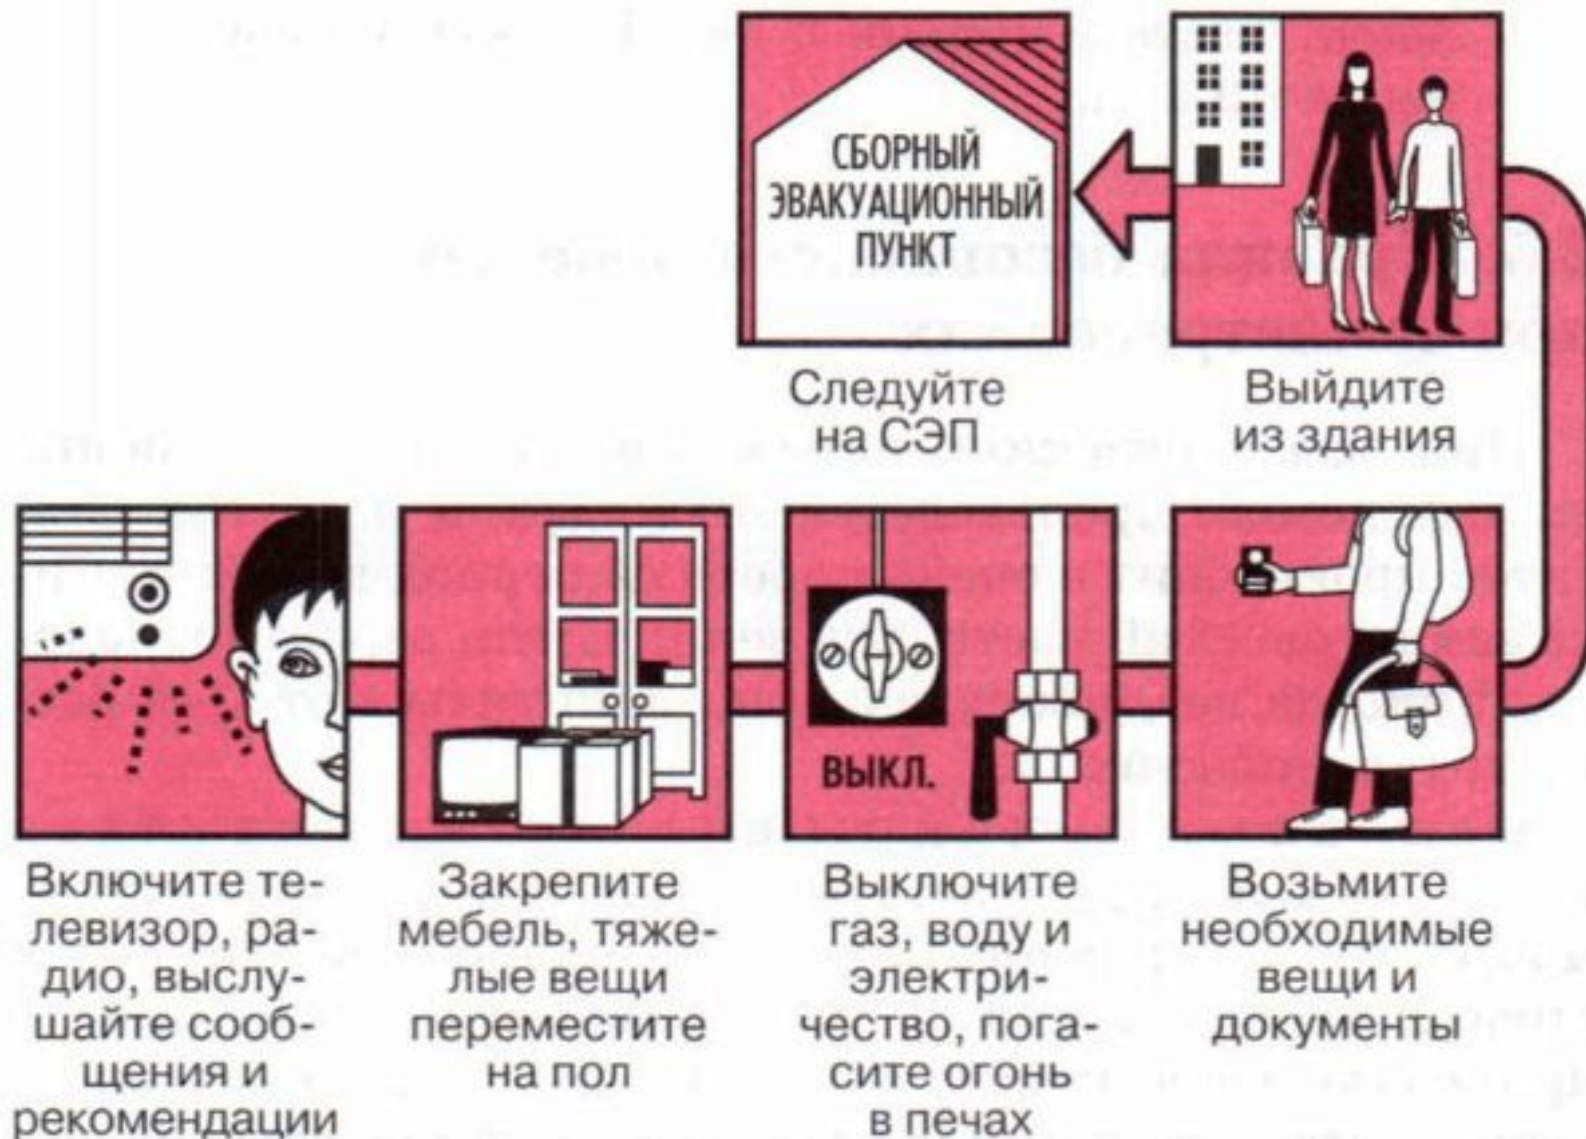 СБОРНЫЙ
ЭВАКУАЦИОННЫЙ
ПУНКТ
Следуйте
на СЭП
Выйдите
из здания
ВЫКЛ.
Включите те-
левизор, ра-
дио, выслу-
шайте сооб-
щения и
рекомендации
Закрепите
мебель, тяже-
лые вещи
переместите
на пол
Выключите
газ, воду и
электри-
чество, пога-
сите огонь
в печах
Возьмите
необходимые
вещи и
документы